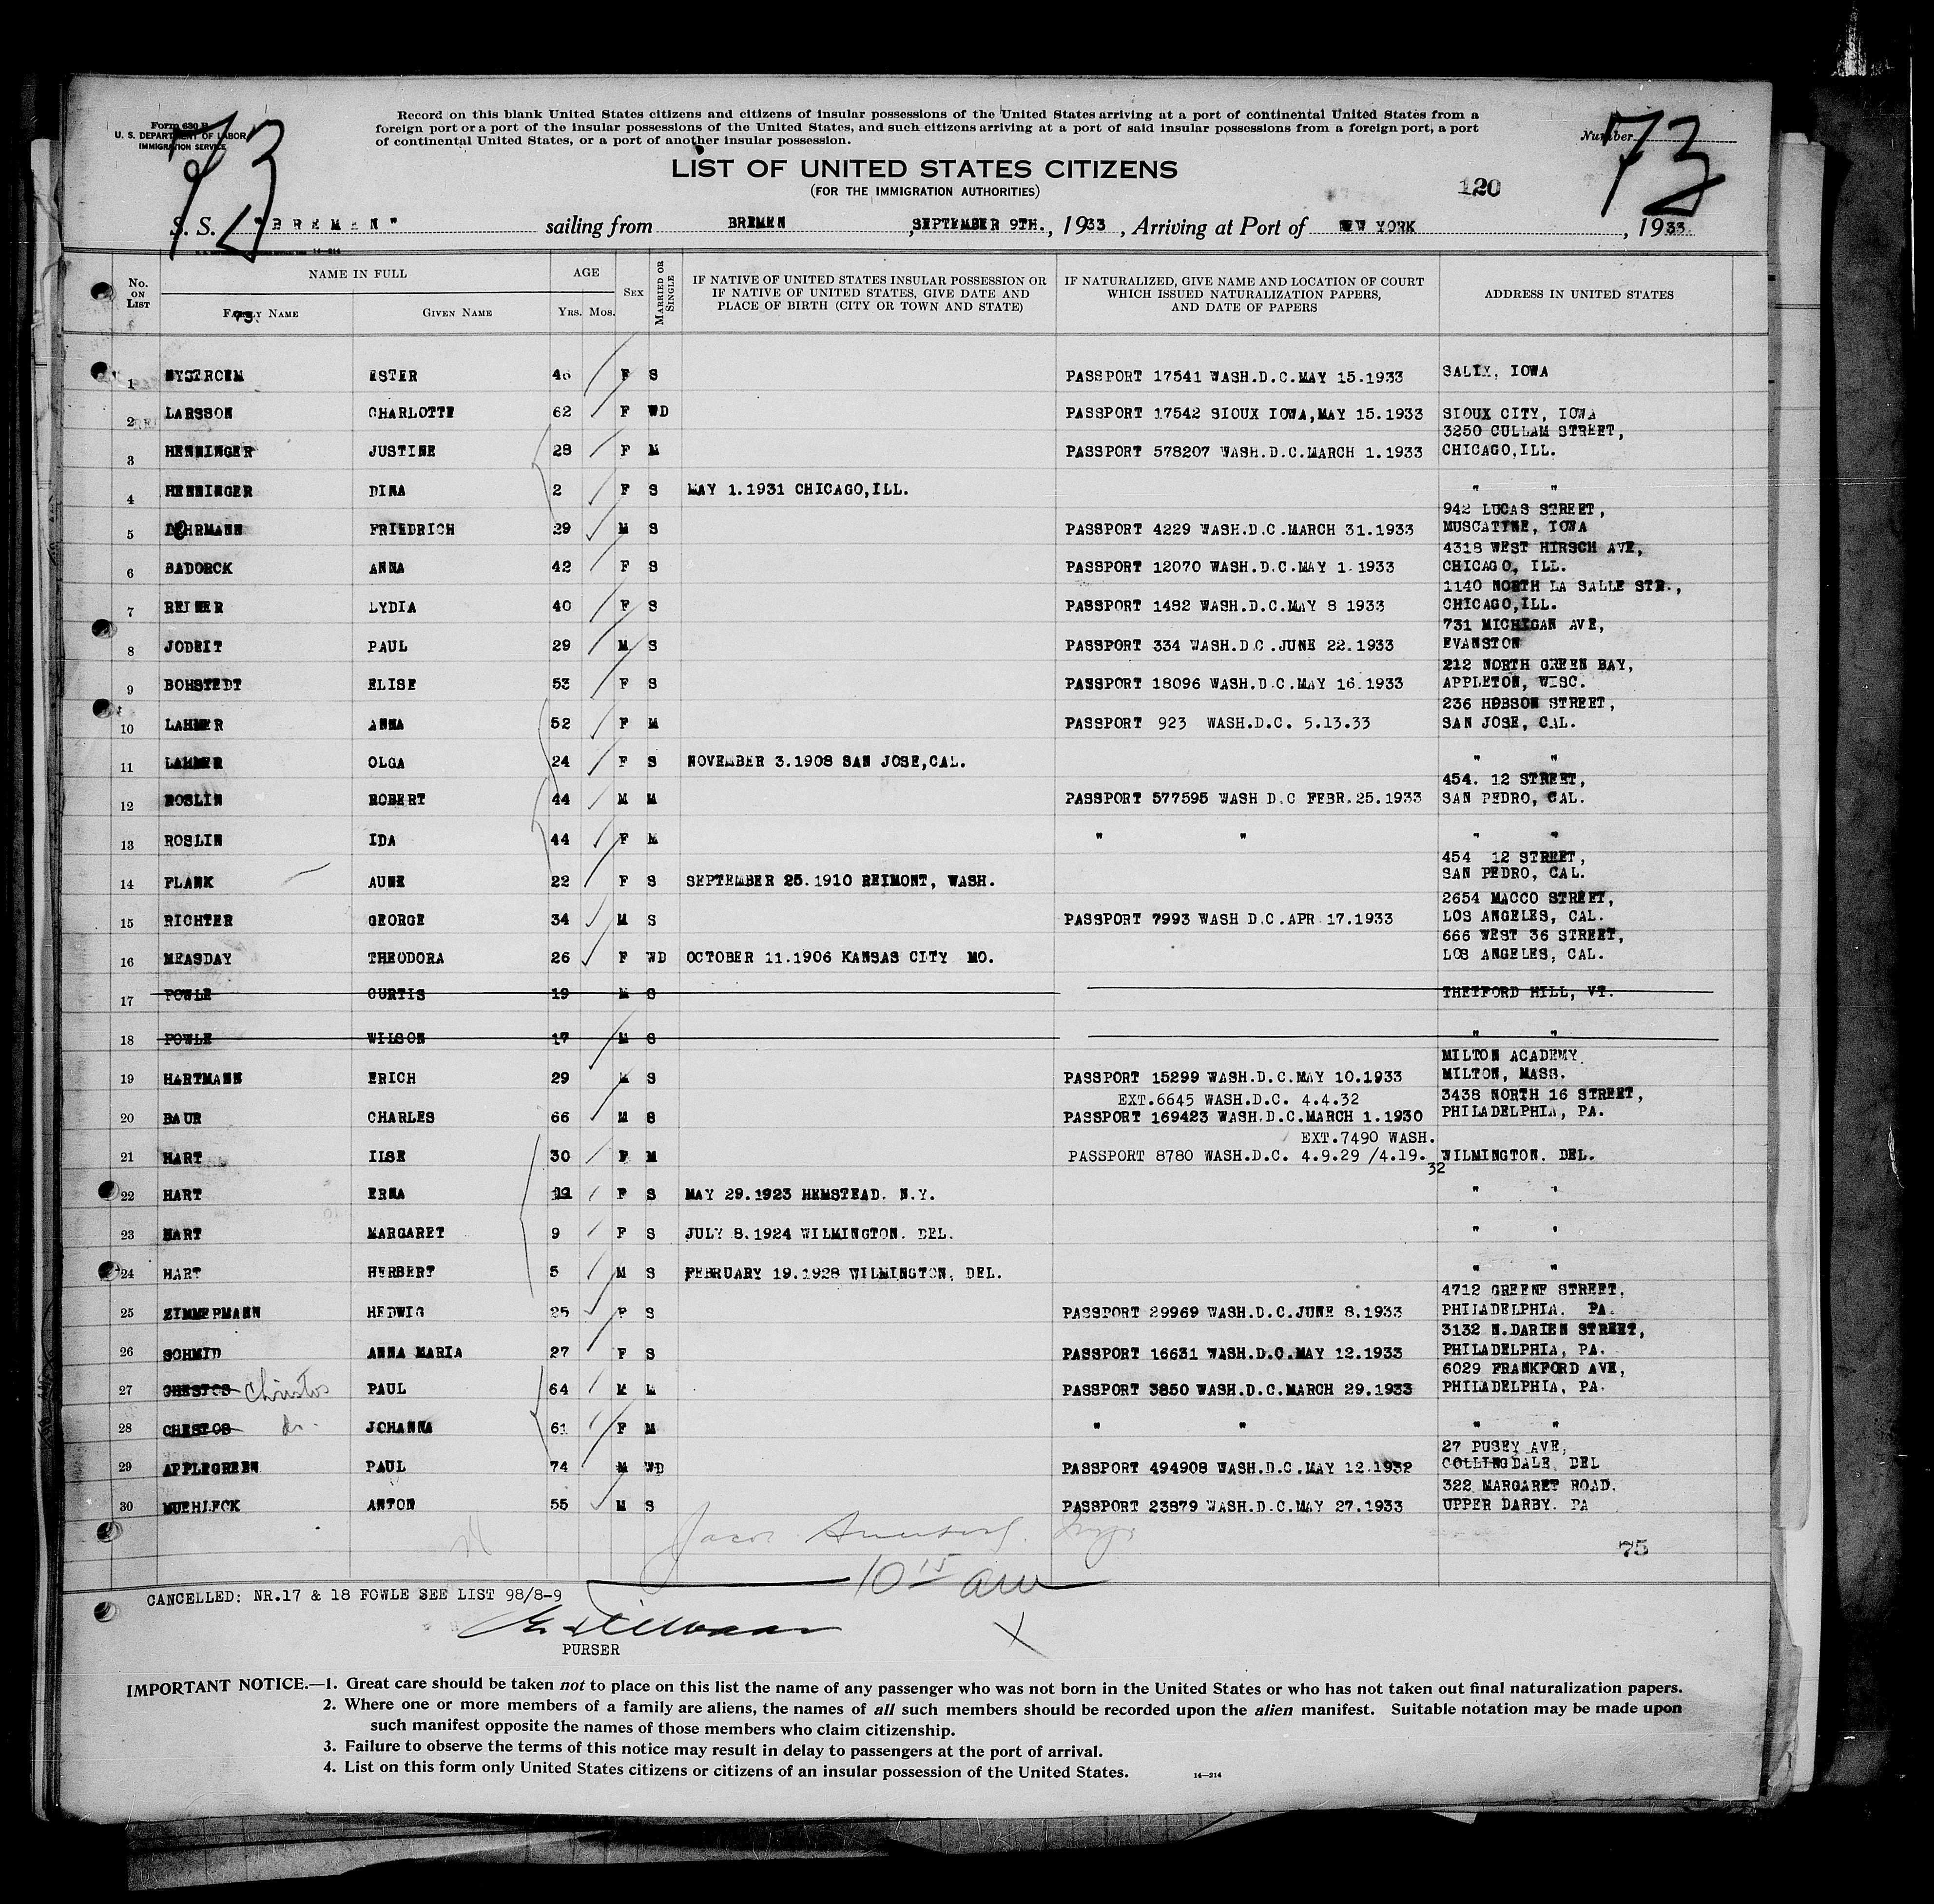 Form 630 B
U. S. DEPARTMENT OF LABOR
IMMIGRATION SERVICE
73
Record on this blank United States citizens and citizens of insular possessions of the United States arriving at a port of continental United States from a
foreign port or a port of the insular possessions of the United States, and such citizens arriving at a port of said insular possessions from a foreign port, a port
of continental United States, or a port of another insular possession.
Number
73
LIST OF UNITED STATES CITIZENS
(FOR THE IMMIGRATION AUTHORITIES)
120
S. S. "BREMEN" sailing from BREMEN, SEPTEMBER 9TH., 1933, Arriving at Port of NEW YORK, 1933
14-214
No. ON LIST NAME IN FULL AGE SEX MARRIED OR SINGLE IF NATIVE OF UNITED STATES INSULAR POSSESSION OR IF NATIVE OF UNITED STATES, GIVE DATE AND PLACE OF BIRTH (CITY OR TOWN AND STATE) IF NATURALIZED, GIVE NAME AND LOCATION OF COURT WHICH ISSUED NATURALIZATION PAPERS, AND DATE OF PAPERS ADDRESS IN UNITED STATES
FAMILY NAME GIVEN NAME YRS. MOS.
73.
1 NYSTROEM ESTER 46 F S PASSPORT 17541 WASH.D.C.MAY 15.1933 SALIX, IOWA
2 LARSSON CHARLOTTE 62 F WD PASSPORT 17542 SIOUX IOWA,MAY 15.1933 SIOUX CITY, IOWA
3250 CULLAM STREET,
3 HENNINGER JUSTINE 28 F M PASSPORT 578207 WASH.D.C.MARCH 1.1933 CHICAGO,ILL.
4 HENNINGER DINA 2 F S MAY 1.1931 CHICAGO,ILL. " "
942 LUCAS STREET,
5 DOHRMANN FRIEDRICH 29 M S PASSPORT 4229 WASH.D.C.MARCH 31.1933 MUSCATYNE, IOWA
4318 WEST HIRSCH AVE,
6 BADORCK ANNA 42 F S PASSPORT 12070 WASH.D.C.MAY 1.1933 CHICAGO, ILL.
1140 NORTH LA SALLE STR.,
7 REINER LYDIA 40 F S PASSPORT 1482 WASH.D.C.MAY 8 1933 CHICAGO,ILL.
731 MICHIGAN AVE,
8 JODEIT PAUL 29 M S PASSPORT 334 WASH.D.C.JUNE 22.1933 EVANSTON
212 NORTH GREEN BAY,
9 BOHSTEDT ELISE 53 F S PASSPORT 18096 WASH.D.C.MAY 16.1933 APPLETON, WISC.
236 HOBSON STREET,
10 LAHMER ANNA 52 F M PASSPORT 923 WASH.D.C. 5.13.33 SAN JOSE, CAL.
11 LAHMER OLGA 24 F S NOVEMBER 3.1908 SAN JOSE,CAL. " "
454. 12 STREET,
12 ROSLIN ROBERT 44 M M PASSPORT 577595 WASH D.C FEBR.25.1933 SAN PEDRO, CAL.
13 ROSLIN IDA 44 F M " " " "
454 12 STREET,
14 FLANK AUNE 22 F S SEPTEMBER 25.1910 REIMONT, WASH. SAN PEDRO, CAL.
2654 MACCO STREET,
15 RICHTER GEORGE 34 M S PASSPORT 7993 WASH D.C.APR 17.1933 LOS ANGELES, CAL.
666 WEST 36 STREET,
16 MEASDAY THEODORA 26 F WD OCTOBER 11.1906 KANSAS CITY MO. LOS ANGELES, CAL.
17 FOWLE CURTIS 19 M S THETFORD HILL, VT.
18 FOWLE WILSON 17 M S " "
MILTON ACADEMY.
19 HARTMANN ERICH 29 M S PASSPORT 15299 WASH.D.C.MAY 10.1933 MILTON, MASS.
EXT.6645 WASH.D.C. 4.4.32 3438 NORTH 16 STREET,
20 BAUR CHARLES 66 M S PASSPORT 169423 WASH.D.C.MARCH 1.1930 PHILADELPHIA, PA.
EXT.7490 WASH.
21 HART ILSE 30 F M PASSPORT 8780 WASH.D.C. 4.9.29 /4.19. WILMINGTON. DEL.
32
22 HART ERNA F S MAY 29.1923 HEMSTEAD. N.Y. " "
23 HART MARGARET 9 F S JULY 8.1924 WILMINGTON. DEL. " "
24 HART HERBERT 5 M S FEBRUARY 19.1928 WILMINGTON, DEL. " "
4712 GREENE STREET,
25 ZIMMERMANN HEDWIG 25 F S PASSPORT 29969 WASH.D.C.JUNE 8.1933 PHILADELPHIA. PA.
3132 N.DARIEN STREET,
26 SCHMID ANNA MARIA 27 F S PASSPORT 16631 WASH.D.C.MAY 12.1933 PHILADELPHIA, PA.
6029 FRANKFORD AVE,
27 CHESTOS Christos PAUL 64 M M PASSPORT 3850 WASH.D.C.MARCH 29.1933 PHILADELPHIA, PA.
28 CHESTOS do. JOHANNA 61 F M " " " "
27 PUSEY AVE,
29 APPLEGREEN PAUL 74 M WD PASSPORT 494908 WASH.D.C.MAY 12.1932 COLLINGDALE, DEL
322 MARGARET ROAD.
30 MUEHLECK ANTON 55 M S PASSPORT 23879 WASH.D.C.MAY 27.1933 UPPER DARBY. PA
75
10 15 am
CANCELLED: NR.17 & 18 FOWLE SEE LIST 98/8-9
PURSER
IMPORTANT NOTICE.—1. Great care should be taken not to place on this list the name of any passenger who was not born in the United States or who has not taken out final naturalization papers.
2. Where one or more members of a family are aliens, the names of all such members should be recorded upon the alien manifest. Suitable notation may be made upon
such manifest opposite the names of those members who claim citizenship.
3. Failure to observe the terms of this notice may result in delay to passengers at the port of arrival.
4. List on this form only United States citizens or citizens of an insular possession of the United States.
14—214